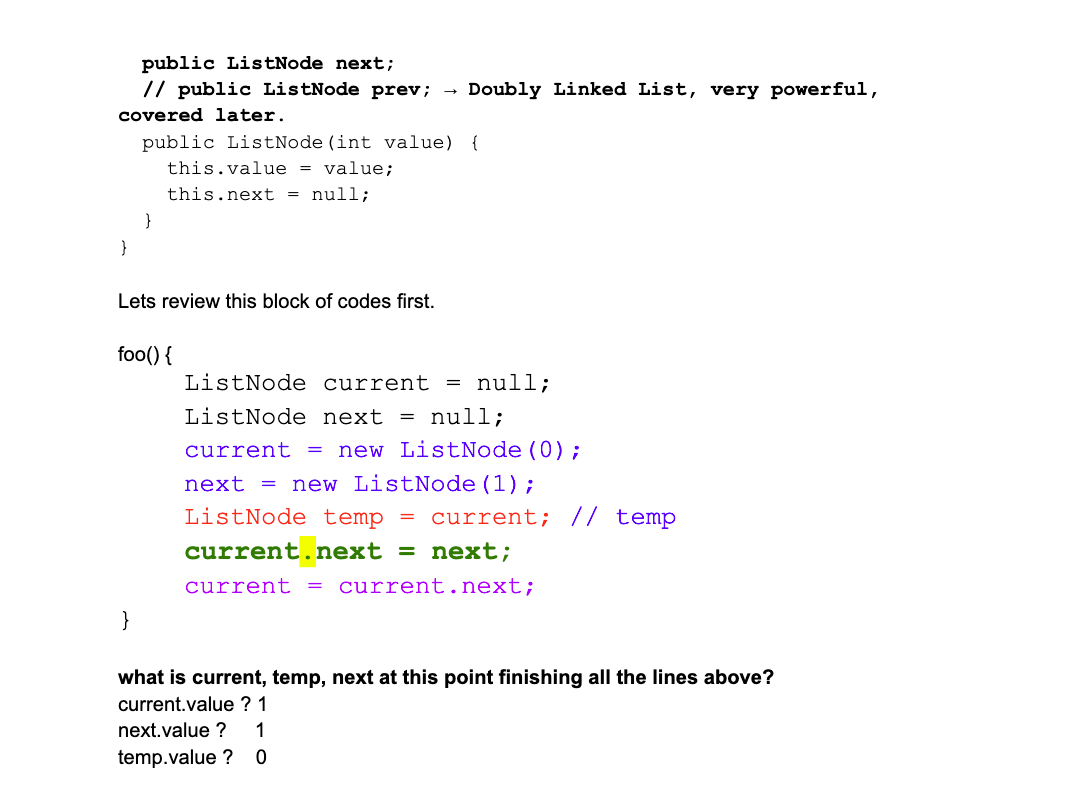 public ListNode next;
// public ListNode prev; → Doubly Linked List, very powerful,
covered later.
public ListNode(int value) {
this.value = value;
this.next = null;
}
}
Lets review this block of codes first.
foo() {
ListNode current = null;
ListNode next = null;
current = new ListNode(0);
next = new ListNode(1);
ListNode temp = current; // temp
current.next = next;
current = current.next;
}
what is current, temp, next at this point finishing all the lines above?
current.value ? 1
next.value ? 1
temp.value ? 0